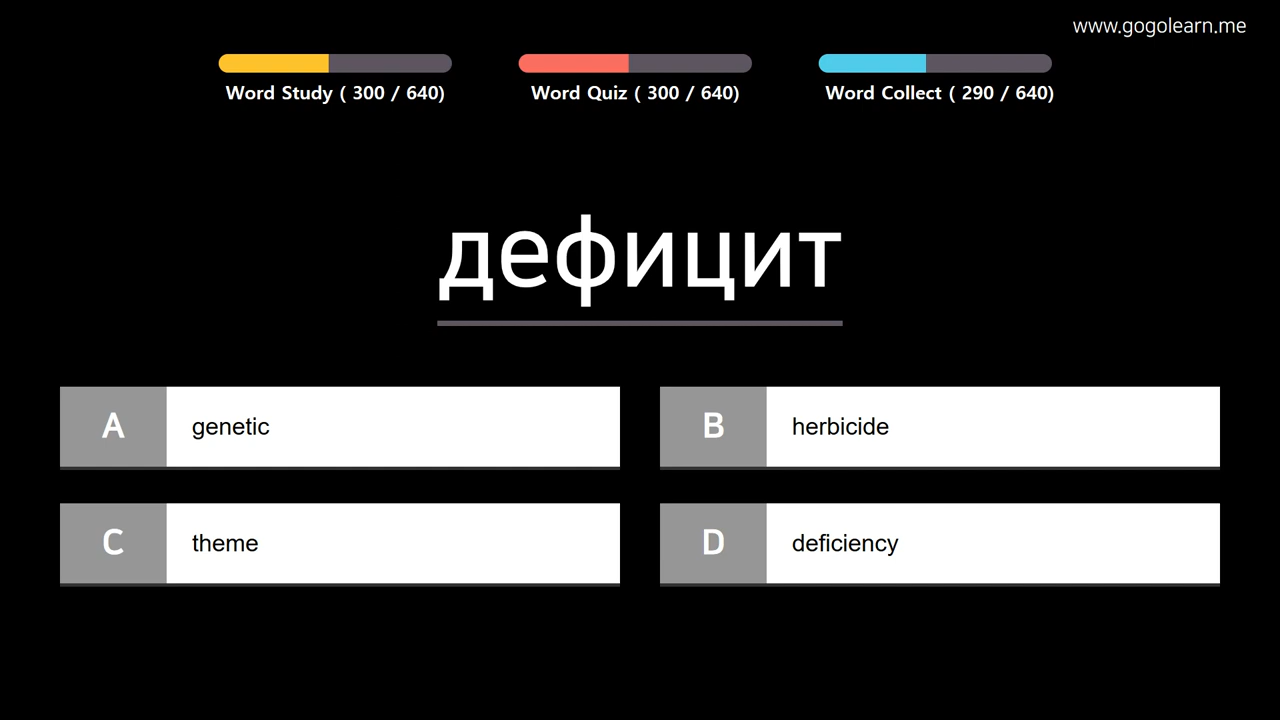 www.gogolearn.me
Word Study ( 300 / 640)
Word Quiz ( 300 / 640)
Word Collect ( 290 / 640)
дефицит
A genetic
B herbicide
C theme
D deficiency